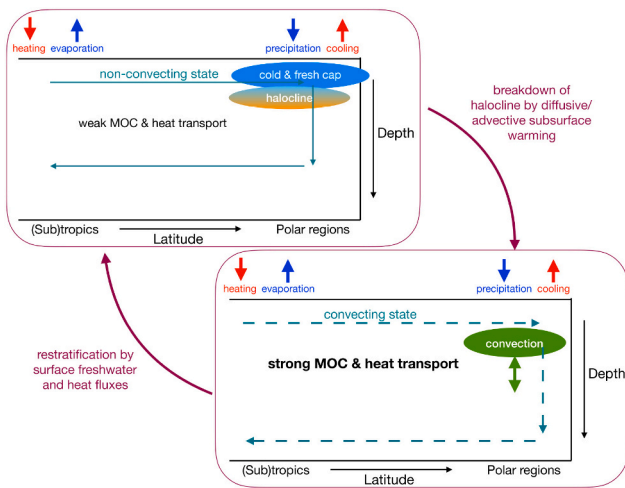 heating evaporation precipitation cooling
non-convecting state
cold & fresh cap
halocline
weak MOC & heat transport
Depth
(Sub)tropics Latitude Polar regions
breakdown of
halocline by diffusive/
advective subsurface
warming
heating evaporation precipitation cooling
convecting state
convection
strong MOC & heat transport
Depth
(Sub)tropics Latitude Polar regions
restratification by
surface freshwater
and heat fluxes